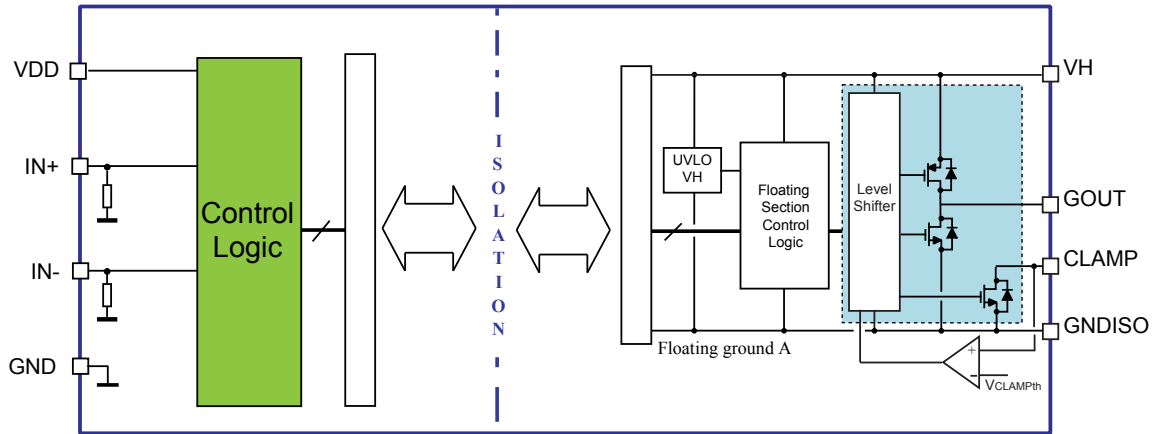 VDD
IN+
IN-
GND
Control
Logic
ISOLATION
UVLO
VH
Floating
Section
Control
Logic
Level
Shifter
Floating ground A
+
-
VCLAMPth
VH
GOUT
CLAMP
GNDISO